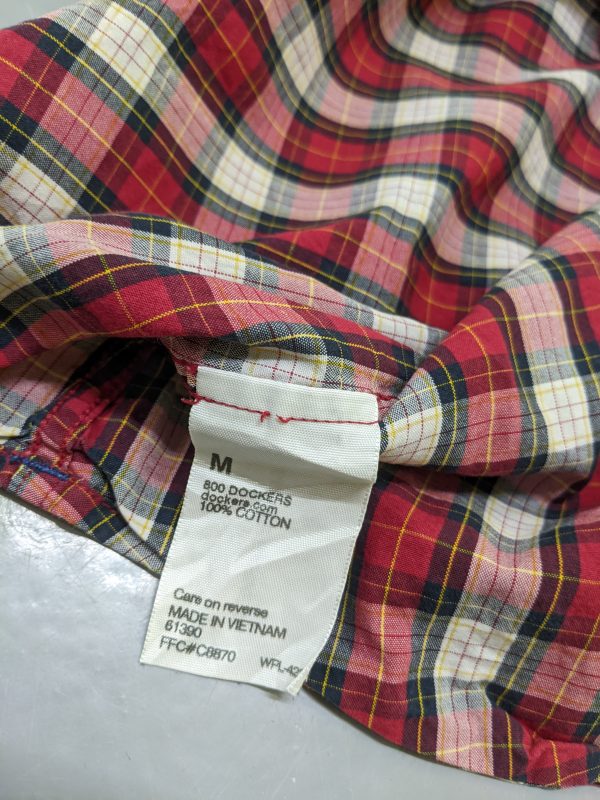 M
800 DOCKERS
dockers.com
100% COTTON
Care on reverse
MADE IN VIETNAM
61390
FFC#C8870